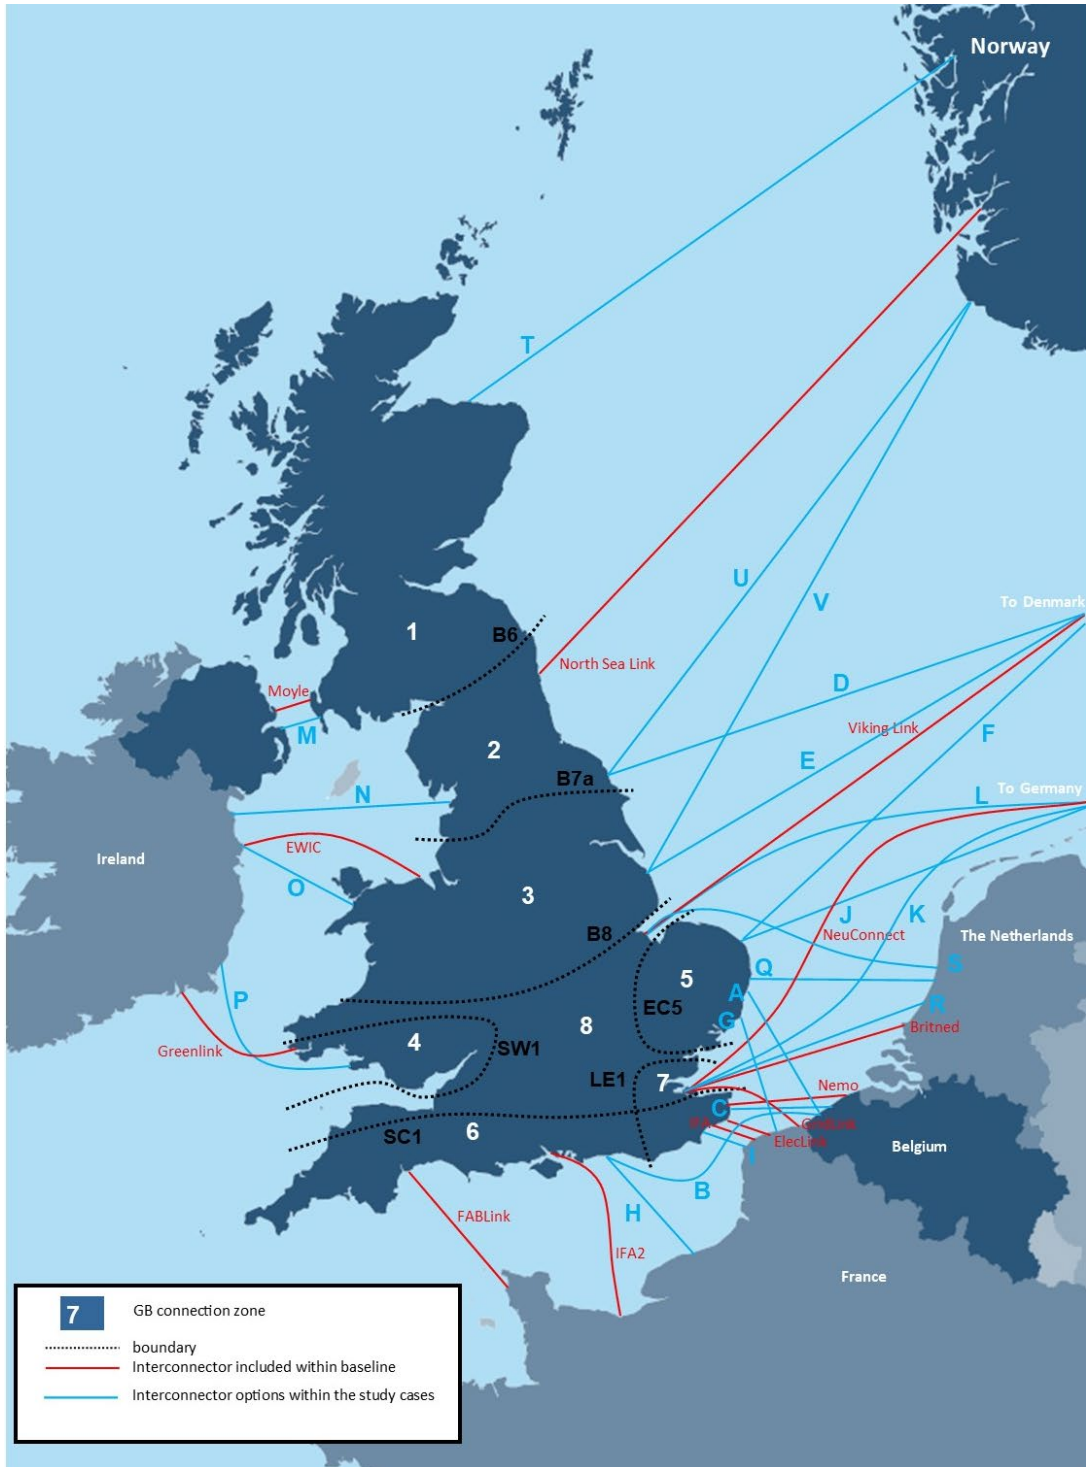 Norway
T
U
V
To Denmark
1
B6
North Sea Link
Moyle
M
D
Viking Link
F
2
E
B7a
To Germany
N
L
EWIC
Ireland
O
3
J
K
B8
NeuConnect
The Netherlands
Q
S
5
A
P
EC5
R
G
8
Britned
4
SW1
Greenlink
LE1
7
Nemo
C
GridLink
IFA
SC1
6
ElecLink
I
Belgium
B
FABLink
H
IFA2
France
7
GB connection zone
boundary
Interconnector included within baseline
Interconnector options within the study cases